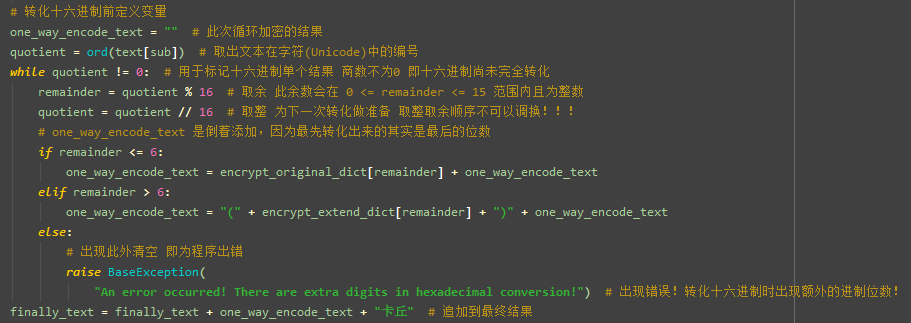 # 转化十六进制前定义变量
one_way_encode_text = ""  # 此次循环加密的结果
quotient = ord(text[sub])  # 取出文本在字符(Unicode)中的编号
while quotient != 0:  # 用于标记十六进制单个结果 商数不为0 即十六进制尚未完全转化
    remainder = quotient % 16  # 取余 此余数会在 0 <= remainder <= 15 范围内且为整数
    quotient = quotient // 16  # 取整 为下一次转化做准备 取整取余顺序不可以调换！！！
    # one_way_encode_text 是倒着添加，因为最先转化出来的其实是最后的位数
    if remainder <= 6:
        one_way_encode_text = encrypt_original_dict[remainder] + one_way_encode_text
    elif remainder > 6:
        one_way_encode_text = "(" + encrypt_extend_dict[remainder] + ")" + one_way_encode_text
    else:
        # 出现此外清空 即为程序出错
        raise BaseException(
            "An error occurred! There are extra digits in hexadecimal conversion!")  # 出现错误！转化十六进制时出现额外的进制位数！
finally_text = finally_text + one_way_encode_text + "卡丘"  # 追加到最终结果